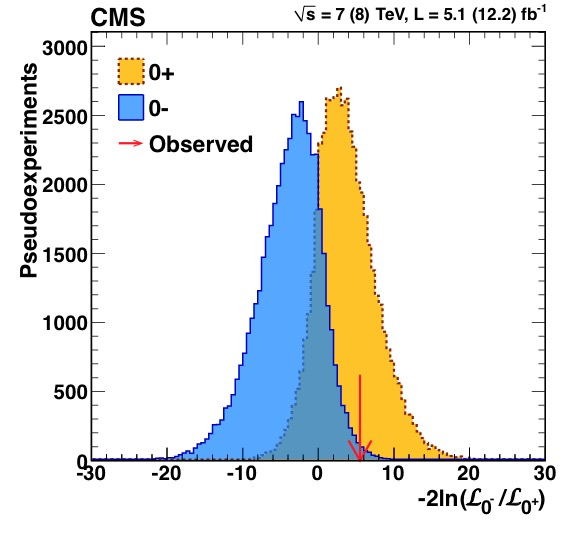 CMS
√s = 7 (8) TeV, L = 5.1 (12.2) fb⁻¹
Pseudoexperiments
3000
2500
2000
1500
1000
500
0
0+
0-
Observed
-30 -20 -10 0 10 20 30
-2ln(ℒ₀⁻/ℒ₀⁺)